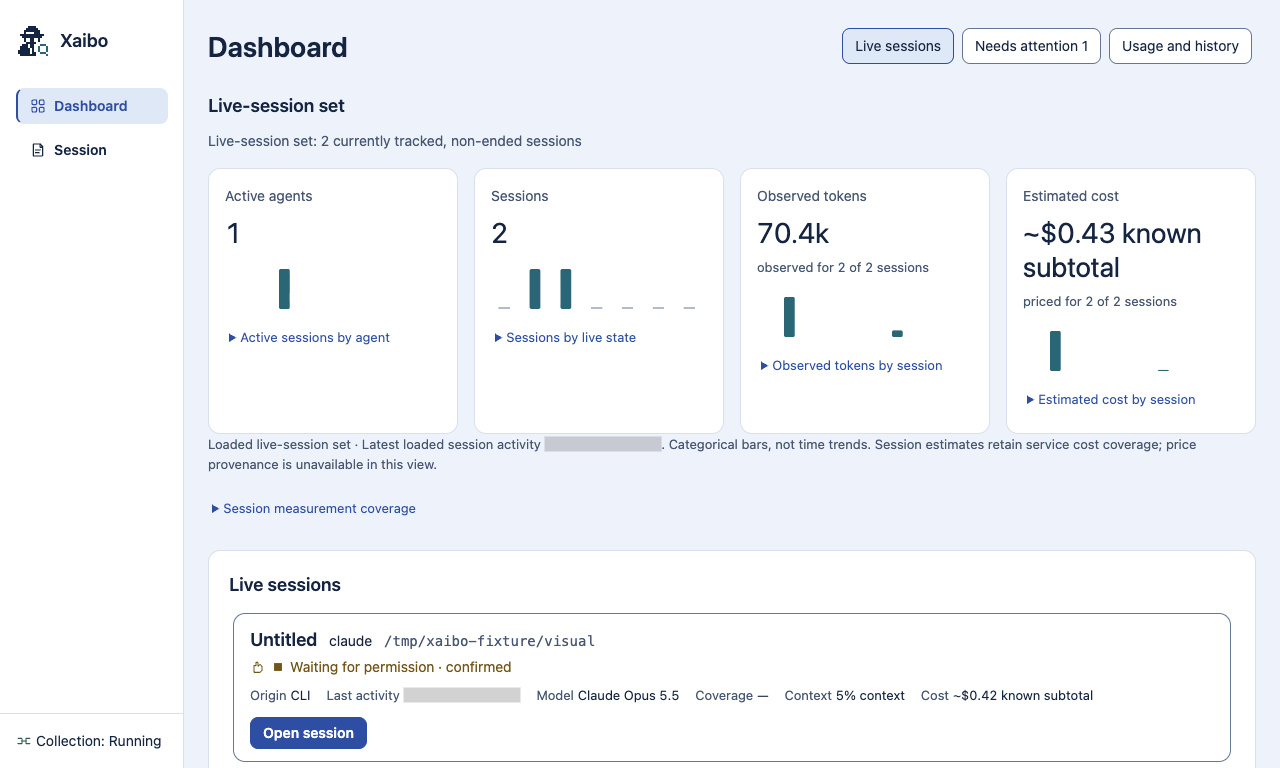 Xaibo
Dashboard
Session
Collection: Running
Dashboard
Live sessions
Needs attention 1
Usage and history
Live-session set
Live-session set: 2 currently tracked, non-ended sessions
Active agents
1
Active sessions by agent
Sessions
2
Sessions by live state
Observed tokens
70.4k
observed for 2 of 2 sessions
Observed tokens by session
Estimated cost
~$0.43 known
subtotal
priced for 2 of 2 sessions
Estimated cost by session
Loaded live-session set · Latest loaded session activity . Categorical bars, not time trends. Session estimates retain service cost coverage; price
provenance is unavailable in this view.
Session measurement coverage
Live sessions
Untitled claude /tmp/xaibo-fixture/visual
Waiting for permission · confirmed
Origin CLI Last activity Model Claude Opus 5.5 Coverage — Context 5% context Cost ~$0.42 known subtotal
Open session